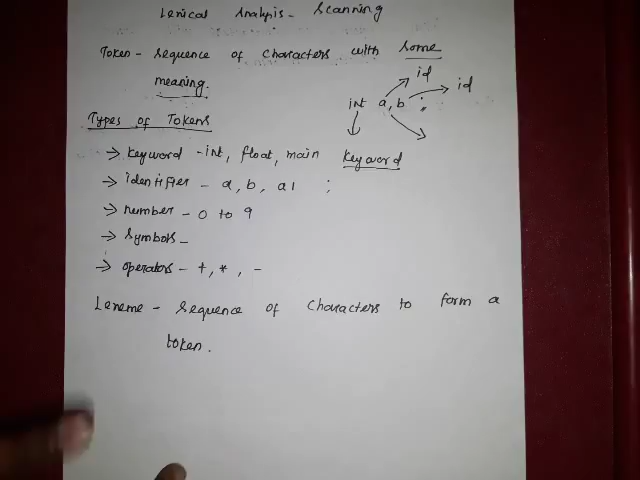 Lexical Analysis - Scanning
Token - sequence of characters with some
meaning.
id
id
int a, b ;
Types of Tokens
→ keyword - int, float, main
keyword
→ identifier - a, b, a1 ;
→ number - 0 to 9
→ symbols -
→ operators - +, *, -
Lexeme - sequence of characters to form a
token.